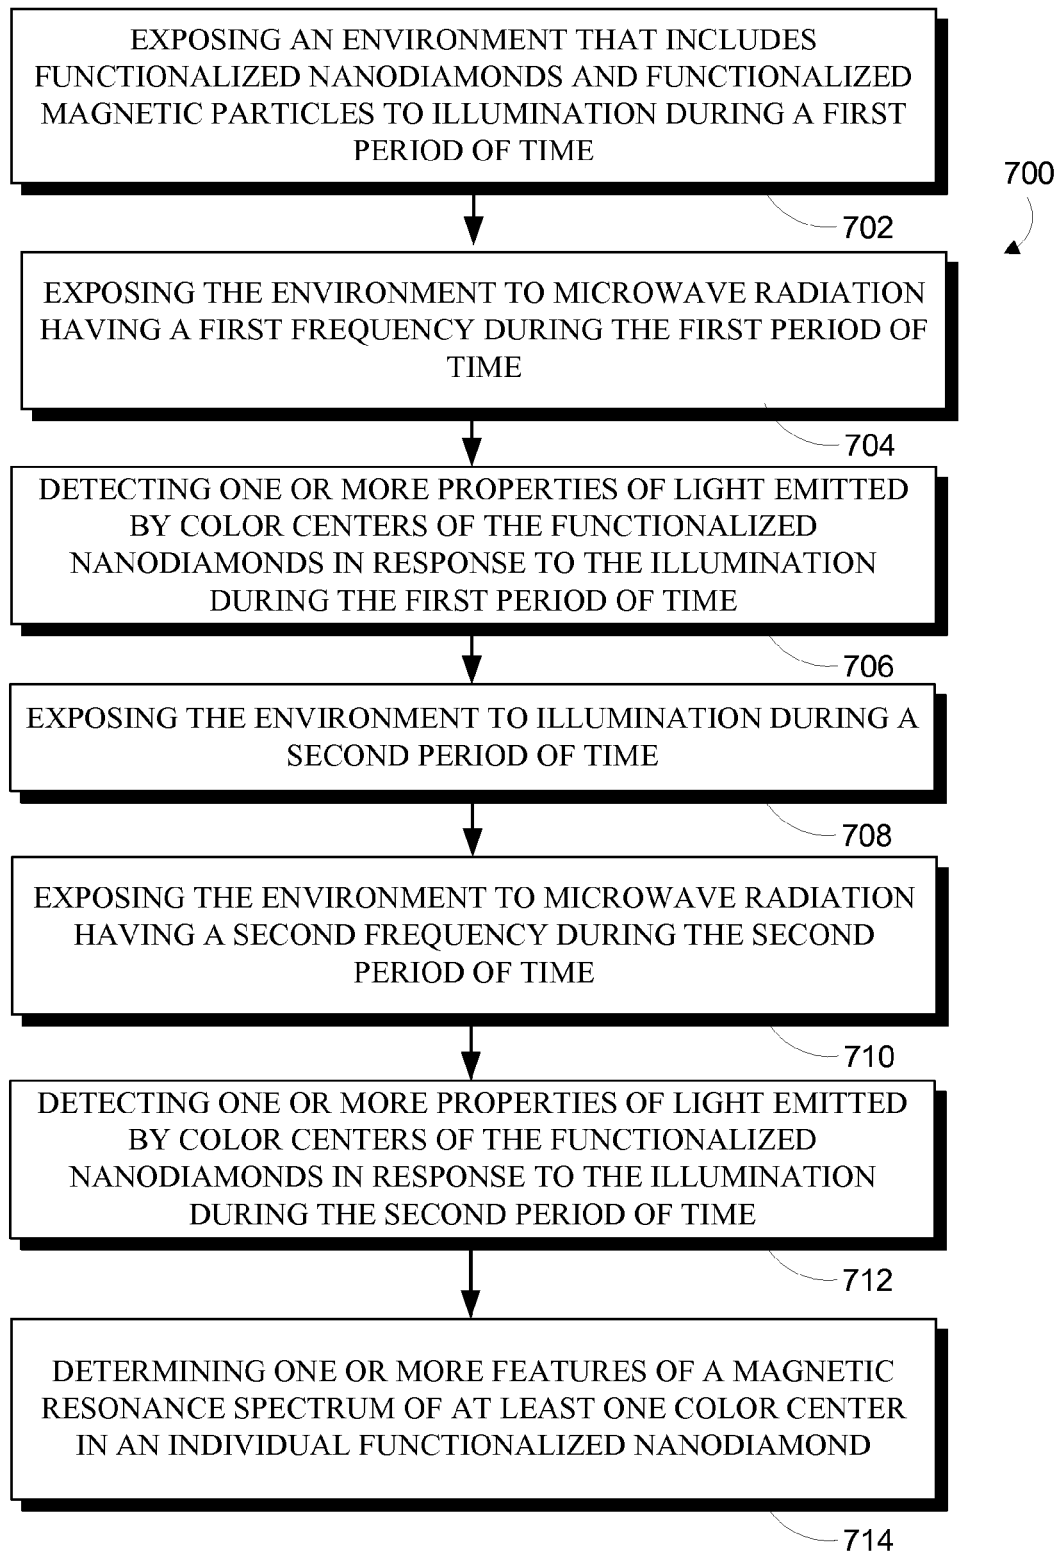 EXPOSING AN ENVIRONMENT THAT INCLUDES
FUNCTIONALIZED NANODIAMONDS AND FUNCTIONALIZED
MAGNETIC PARTICLES TO ILLUMINATION DURING A FIRST
PERIOD OF TIME
700
702
EXPOSING THE ENVIRONMENT TO MICROWAVE RADIATION
HAVING A FIRST FREQUENCY DURING THE FIRST PERIOD OF
TIME
704
DETECTING ONE OR MORE PROPERTIES OF LIGHT EMITTED
BY COLOR CENTERS OF THE FUNCTIONALIZED
NANODIAMONDS IN RESPONSE TO THE ILLUMINATION
DURING THE FIRST PERIOD OF TIME
706
EXPOSING THE ENVIRONMENT TO ILLUMINATION DURING A
SECOND PERIOD OF TIME
708
EXPOSING THE ENVIRONMENT TO MICROWAVE RADIATION
HAVING A SECOND FREQUENCY DURING THE SECOND
PERIOD OF TIME
710
DETECTING ONE OR MORE PROPERTIES OF LIGHT EMITTED
BY COLOR CENTERS OF THE FUNCTIONALIZED
NANODIAMONDS IN RESPONSE TO THE ILLUMINATION
DURING THE SECOND PERIOD OF TIME
712
DETERMINING ONE OR MORE FEATURES OF A MAGNETIC
RESONANCE SPECTRUM OF AT LEAST ONE COLOR CENTER
IN AN INDIVIDUAL FUNCTIONALIZED NANODIAMOND
714